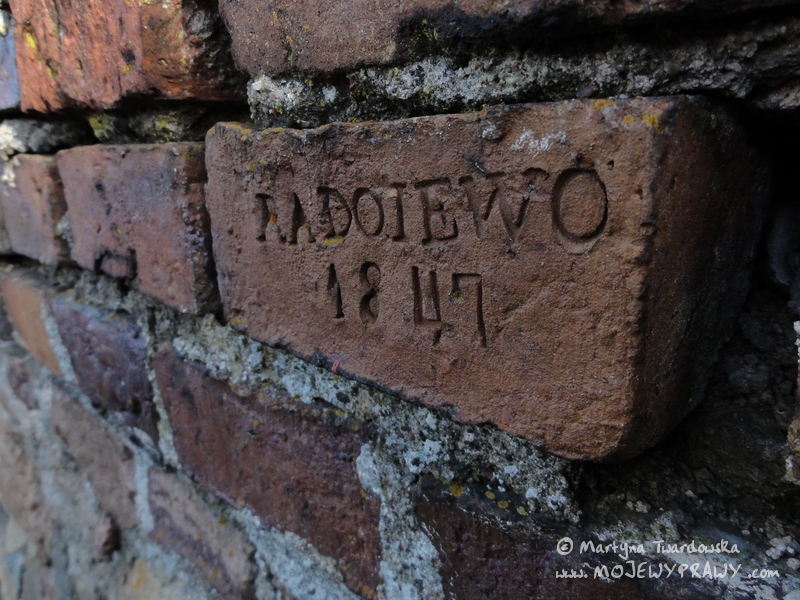 RADOIEWO
1847
© Martyna Twardowska
www.MOJEWYPRAWY.com